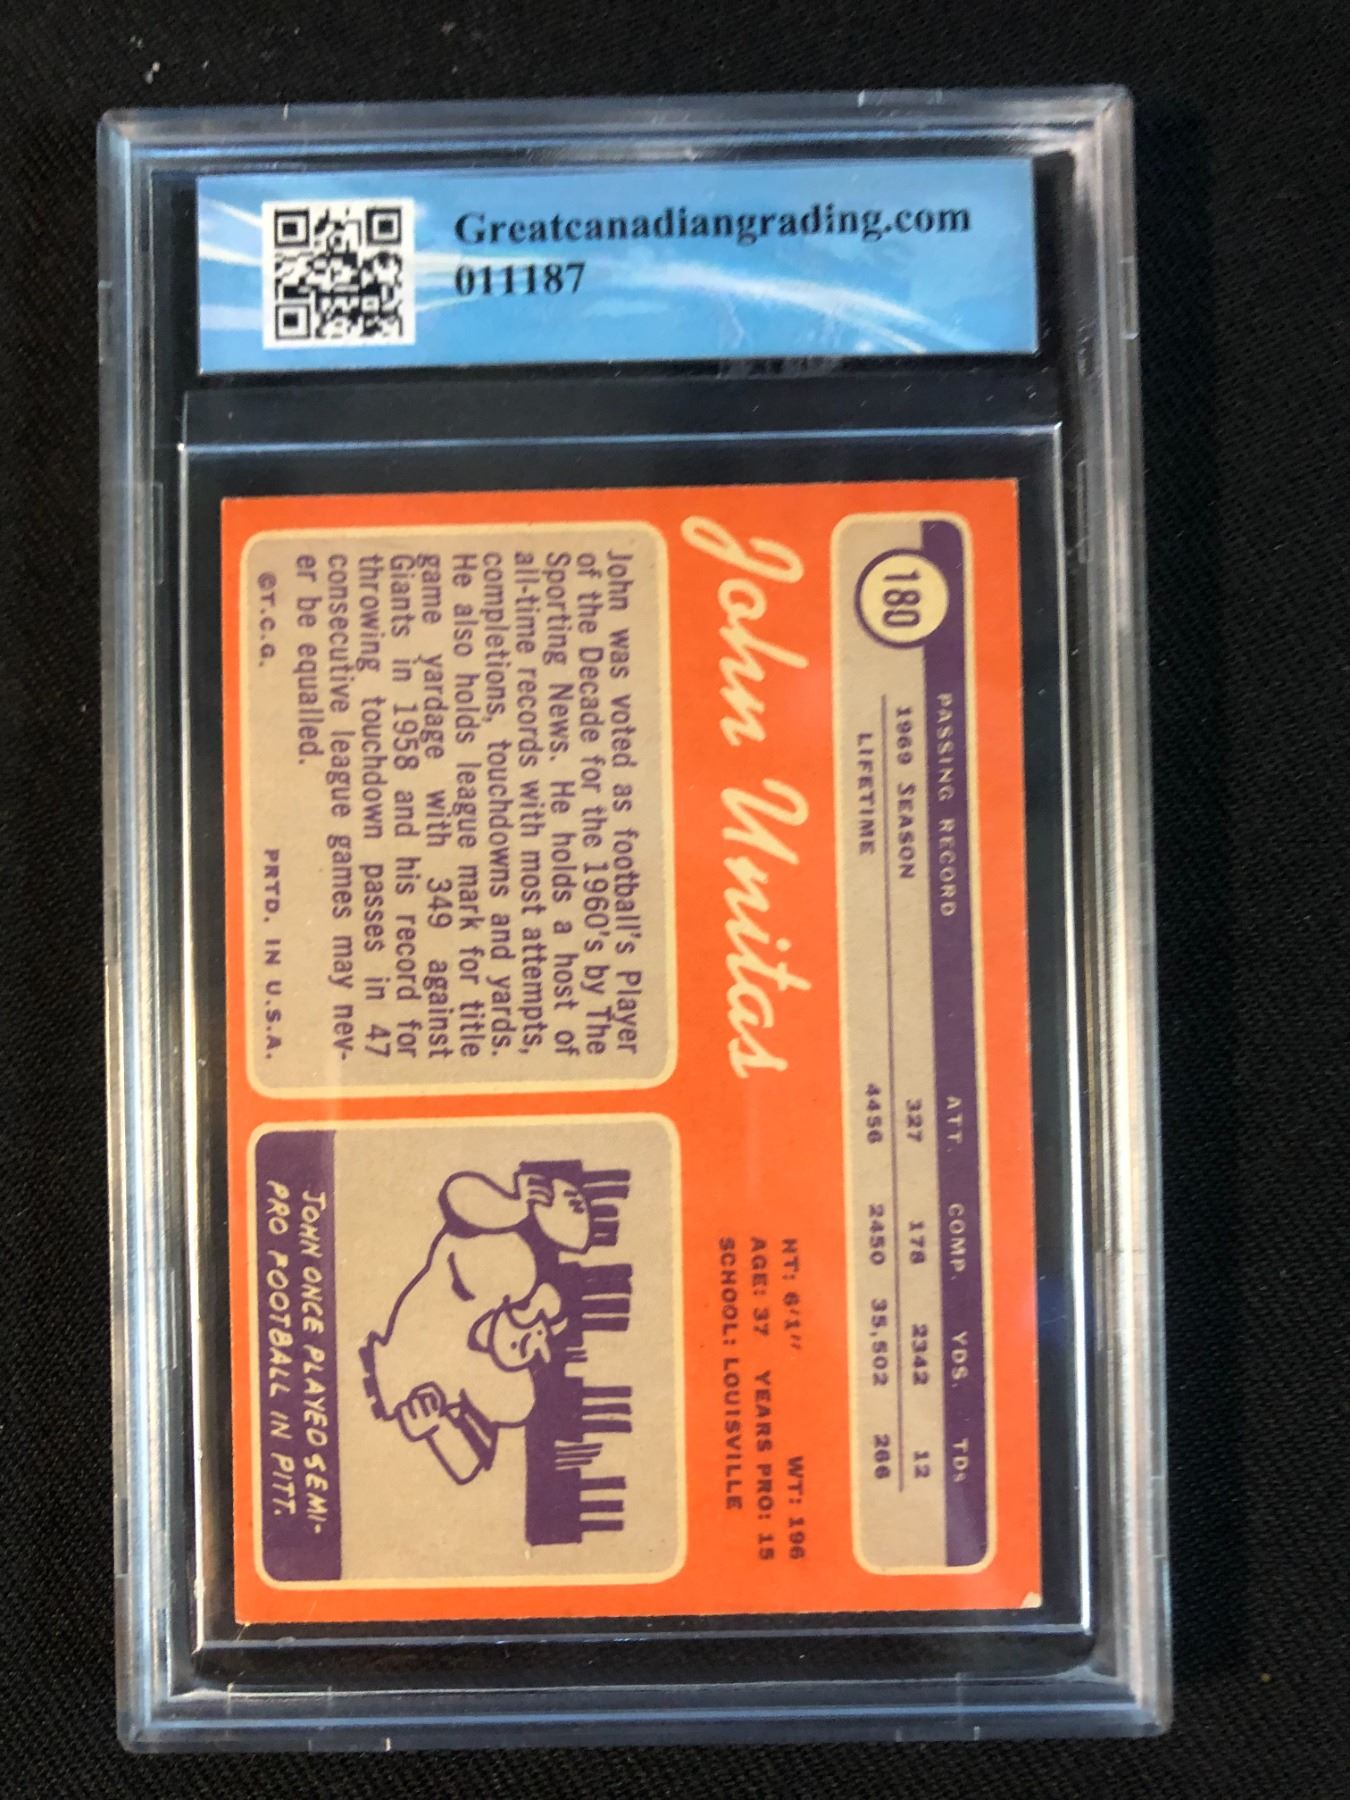 Greatcanadiangrading.com
011187
180
PASSING RECORD ATT. COMP. YDS. TDs
1969 SEASON 327 178 2342 12
LIFETIME 4456 2450 35,502 266
John Unitas
HT: 6'1" WT: 196
AGE: 37 YEARS PRO: 15
SCHOOL: LOUISVILLE
John was voted as football's Player
of the Decade for the 1960's by The
Sporting News. He holds a host of
all-time records with most attempts,
completions, touchdowns and yards.
He also holds league mark for title
game yardage with 349 against
Giants in 1958 and his record for
throwing touchdown passes in 47
consecutive league games may nev-
er be equalled.
©T.C.G. PRTD. IN U.S.A.
JOHN ONCE PLAYED SEMI-
PRO FOOTBALL IN PITT.